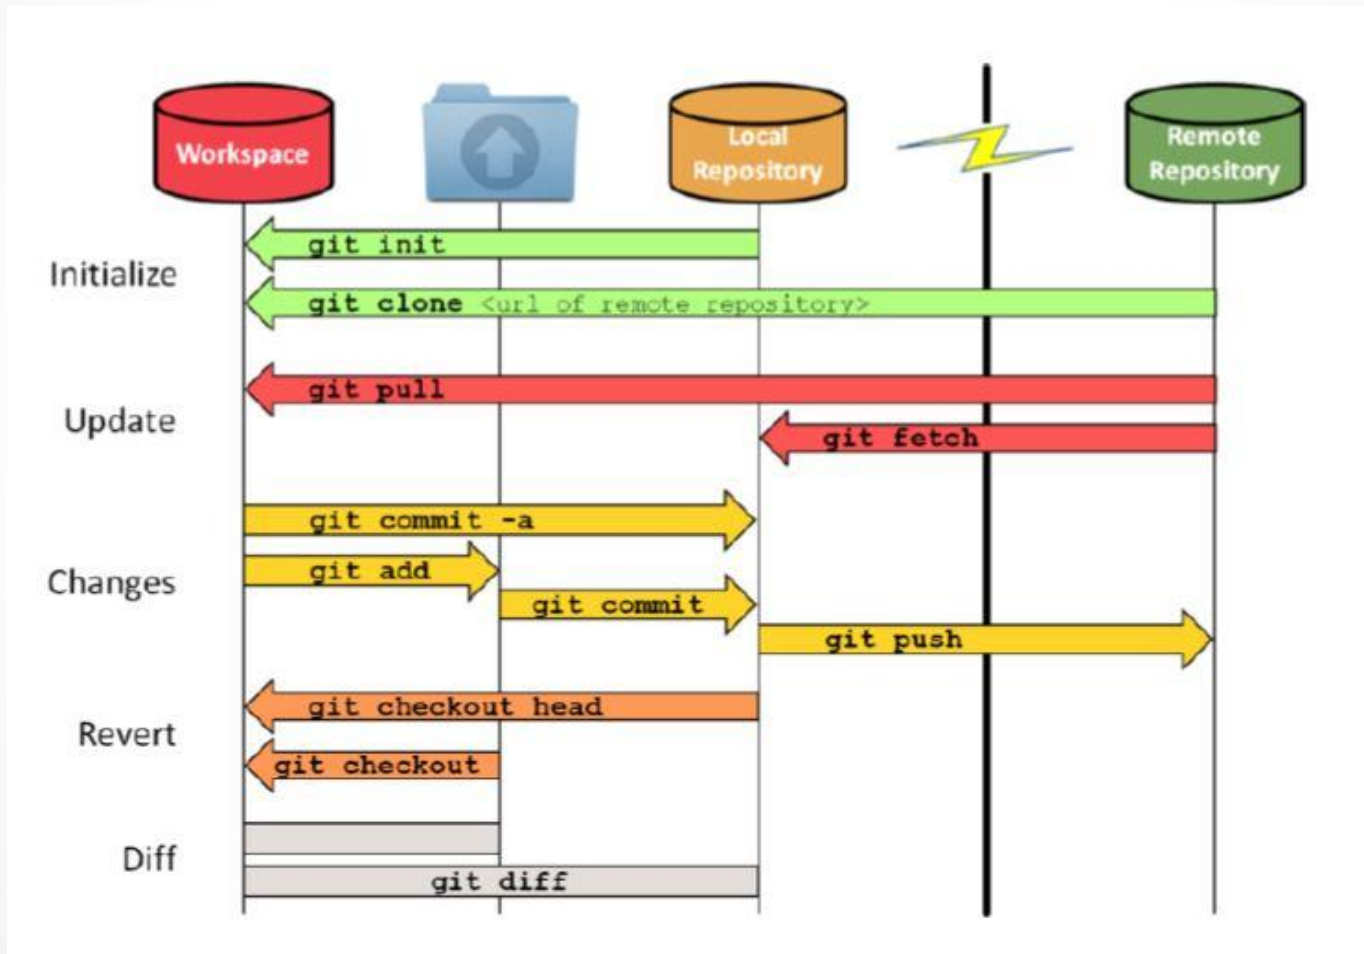 Workspace
Local
Repository
Remote
Repository
Initialize
git init
git clone <url of remote repository>
Update
git pull
git fetch
Changes
git commit -a
git add
git commit
git push
Revert
git checkout head
git checkout
Diff
git diff